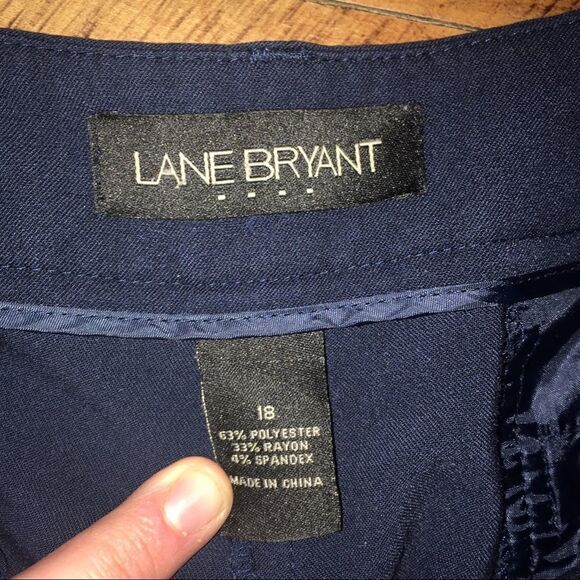 LANE BRYANT
18
63% POLYESTER
33% RAYON
4% SPANDEX
MADE IN CHINA